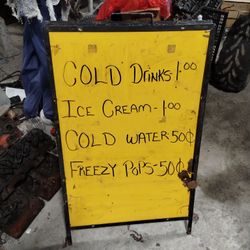 COLD DRINKS 1.00
ICE CREAM - 1.00
COLD WATER 50¢
FREEZY POPS - 50¢